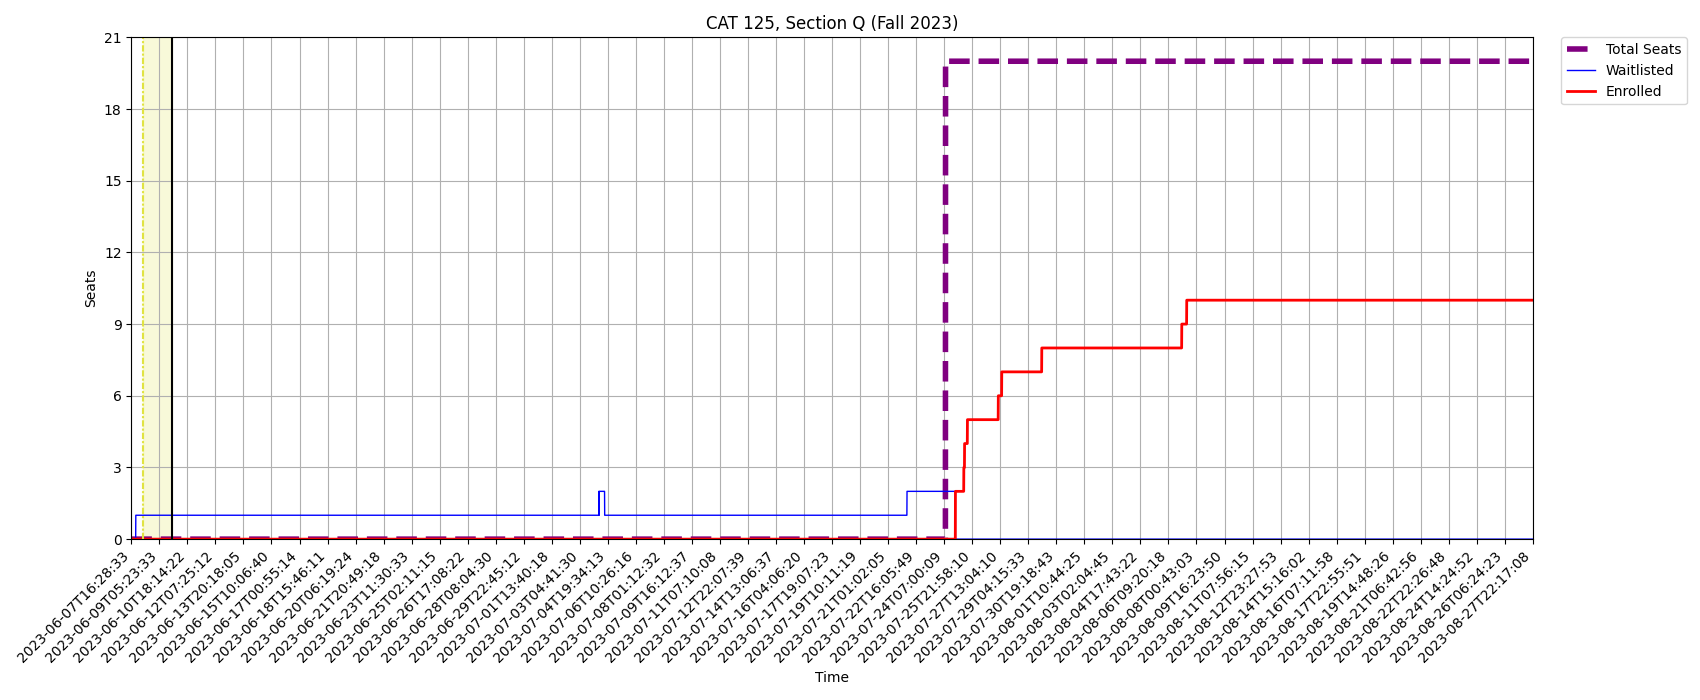 CAT 125, Section Q (Fall 2023)
Total Seats
Waitlisted
Enrolled
21
18
15
12
9
6
3
0
Seats
2023-06-07T16:28:33
2023-06-09T05:23:33
2023-06-10T18:14:22
2023-06-12T07:25:12
2023-06-13T20:18:05
2023-06-15T10:06:40
2023-06-17T00:55:14
2023-06-18T15:46:11
2023-06-20T06:19:24
2023-06-21T20:49:18
2023-06-23T11:30:33
2023-06-25T02:11:15
2023-06-26T17:08:22
2023-06-28T08:04:30
2023-06-29T22:45:12
2023-07-01T13:40:18
2023-07-03T04:41:30
2023-07-04T19:34:13
2023-07-06T10:26:16
2023-07-08T01:12:32
2023-07-09T16:12:37
2023-07-11T07:10:08
2023-07-12T22:07:39
2023-07-14T13:06:37
2023-07-16T04:06:20
2023-07-17T19:07:23
2023-07-19T10:11:19
2023-07-21T01:02:05
2023-07-22T16:05:49
2023-07-24T07:00:09
2023-07-25T21:58:10
2023-07-27T13:04:10
2023-07-29T04:15:33
2023-07-30T19:18:43
2023-08-01T10:44:25
2023-08-03T02:04:45
2023-08-04T17:43:22
2023-08-06T09:20:18
2023-08-08T00:43:03
2023-08-09T16:23:50
2023-08-11T07:56:15
2023-08-12T23:27:53
2023-08-14T15:16:02
2023-08-16T07:11:58
2023-08-17T22:55:51
2023-08-19T14:48:26
2023-08-21T06:42:56
2023-08-22T22:26:48
2023-08-24T14:24:52
2023-08-26T06:24:23
2023-08-27T22:17:08
Time